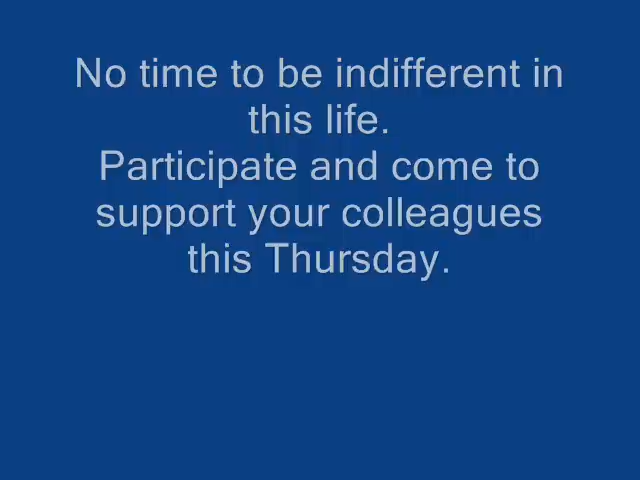 No time to be indifferent in
this life.
Participate and come to
support your colleagues
this Thursday.